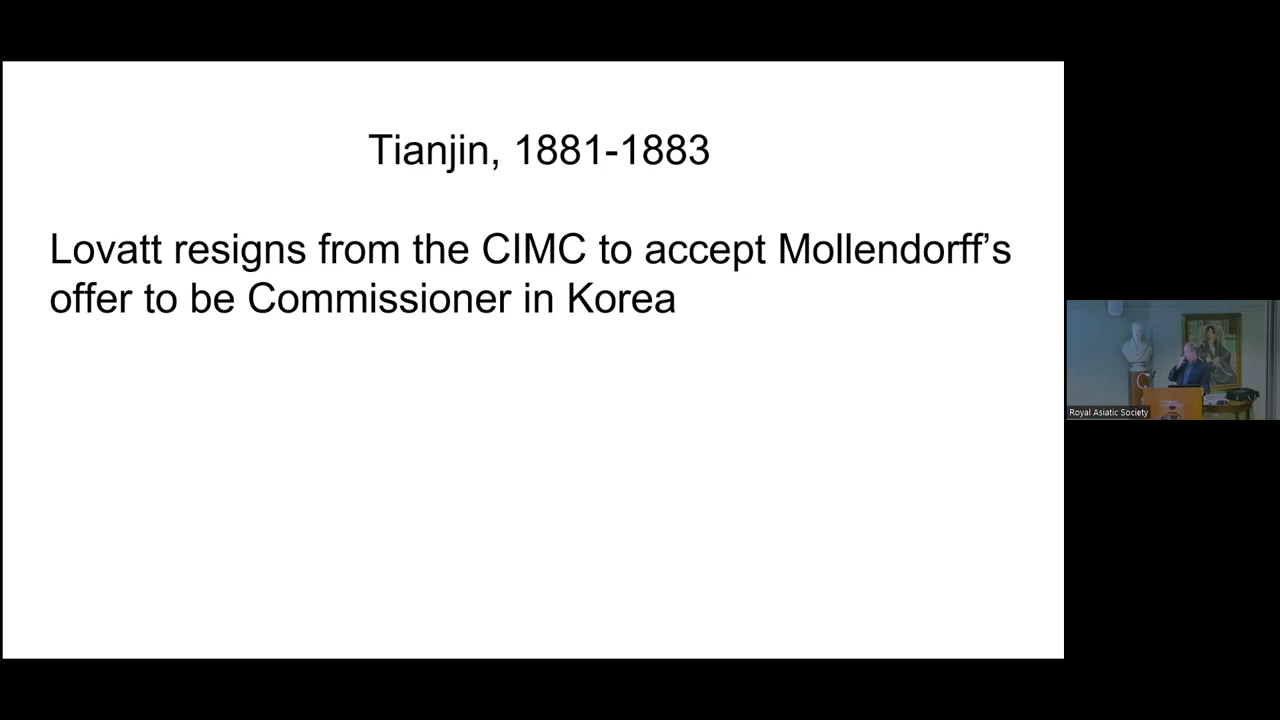 Tianjin, 1881-1883
Lovatt resigns from the CIMC to accept Mollendorff’s
offer to be Commissioner in Korea
Royal Asiatic Society